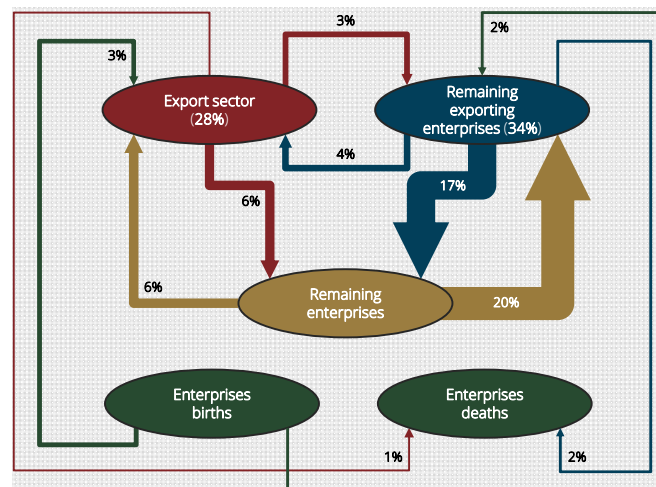 3%
2%
3%
Export sector
(28%)
Remaining
exporting
enterprises (34%)
4%
17%
6%
6%
Remaining
enterprises
20%
Enterprises
births
Enterprises
deaths
1%
2%